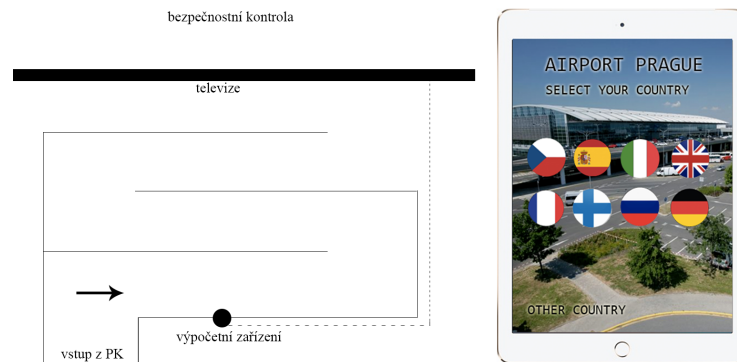 bezpečnostní kontrola
televize
výpočetní zařízení
vstup z PK
AIRPORT PRAGUE
SELECT YOUR COUNTRY
OTHER COUNTRY